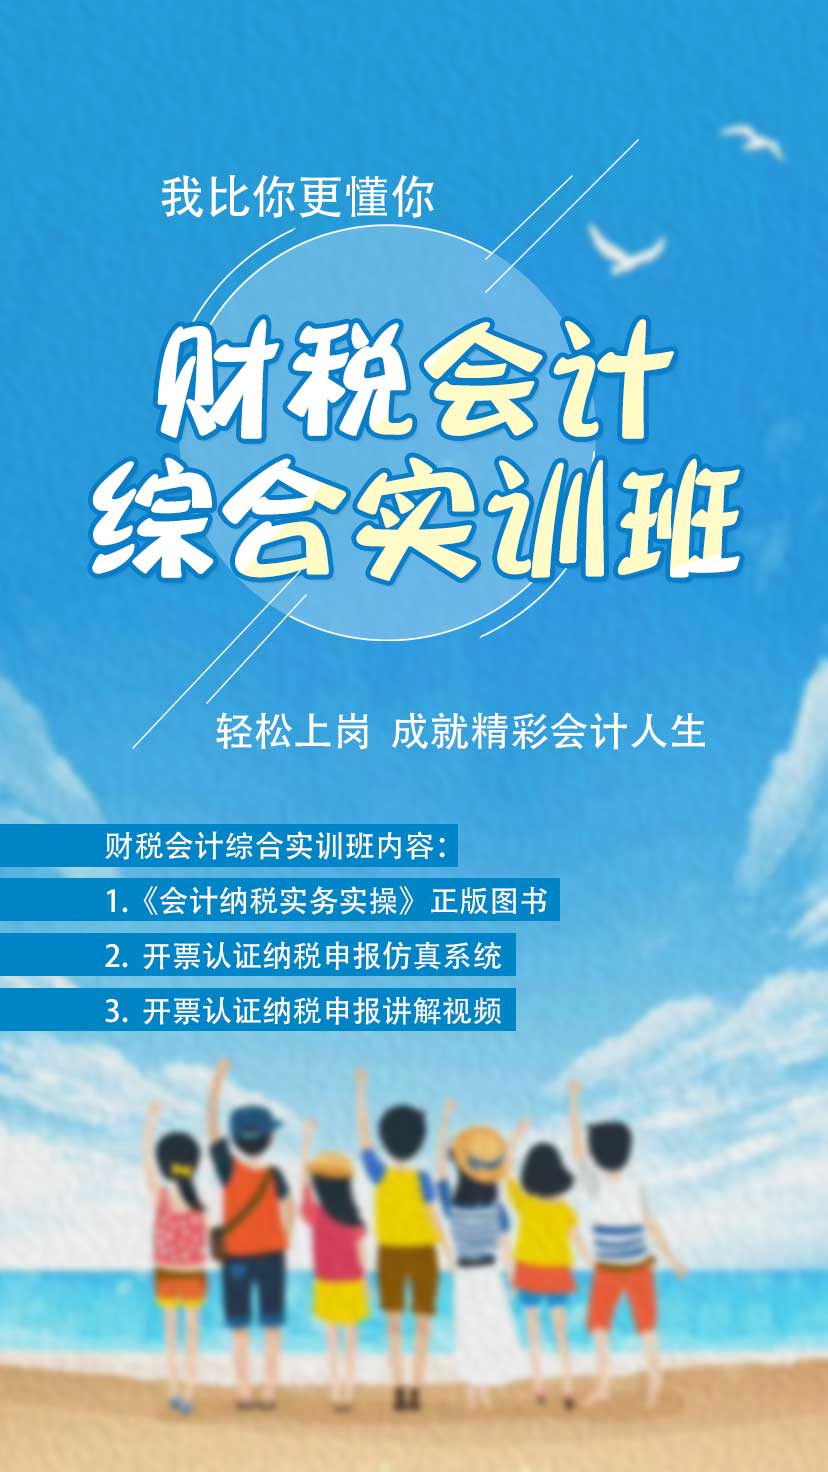 我比你更懂你
财税会计
综合实训班
轻松上岗 成就精彩会计人生
财税会计综合实训班内容：
1.《会计纳税实务实操》正版图书
2. 开票认证纳税申报仿真系统
3. 开票认证纳税申报讲解视频